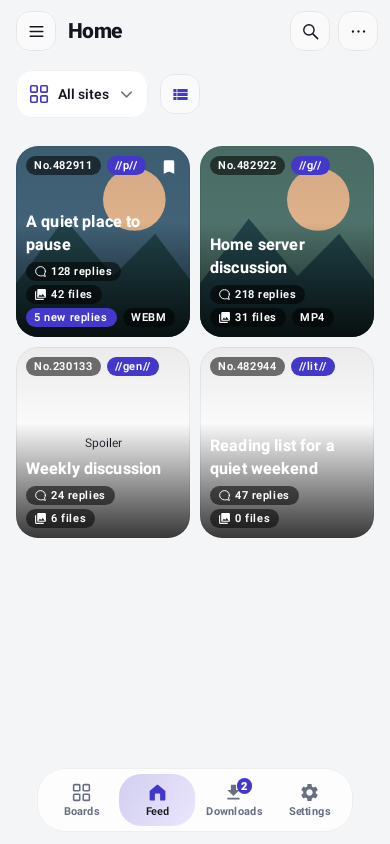 Home
All sites
No.482911 //p//
A quiet place to
pause
128 replies
42 files
5 new replies WEBM
No.482922 //g//
Home server
discussion
218 replies
31 files MP4
No.230133 //gen//
Spoiler
Weekly discussion
24 replies
6 files
No.482944 //lit//
Reading list for a
quiet weekend
47 replies
0 files
2
Boards Feed Downloads Settings